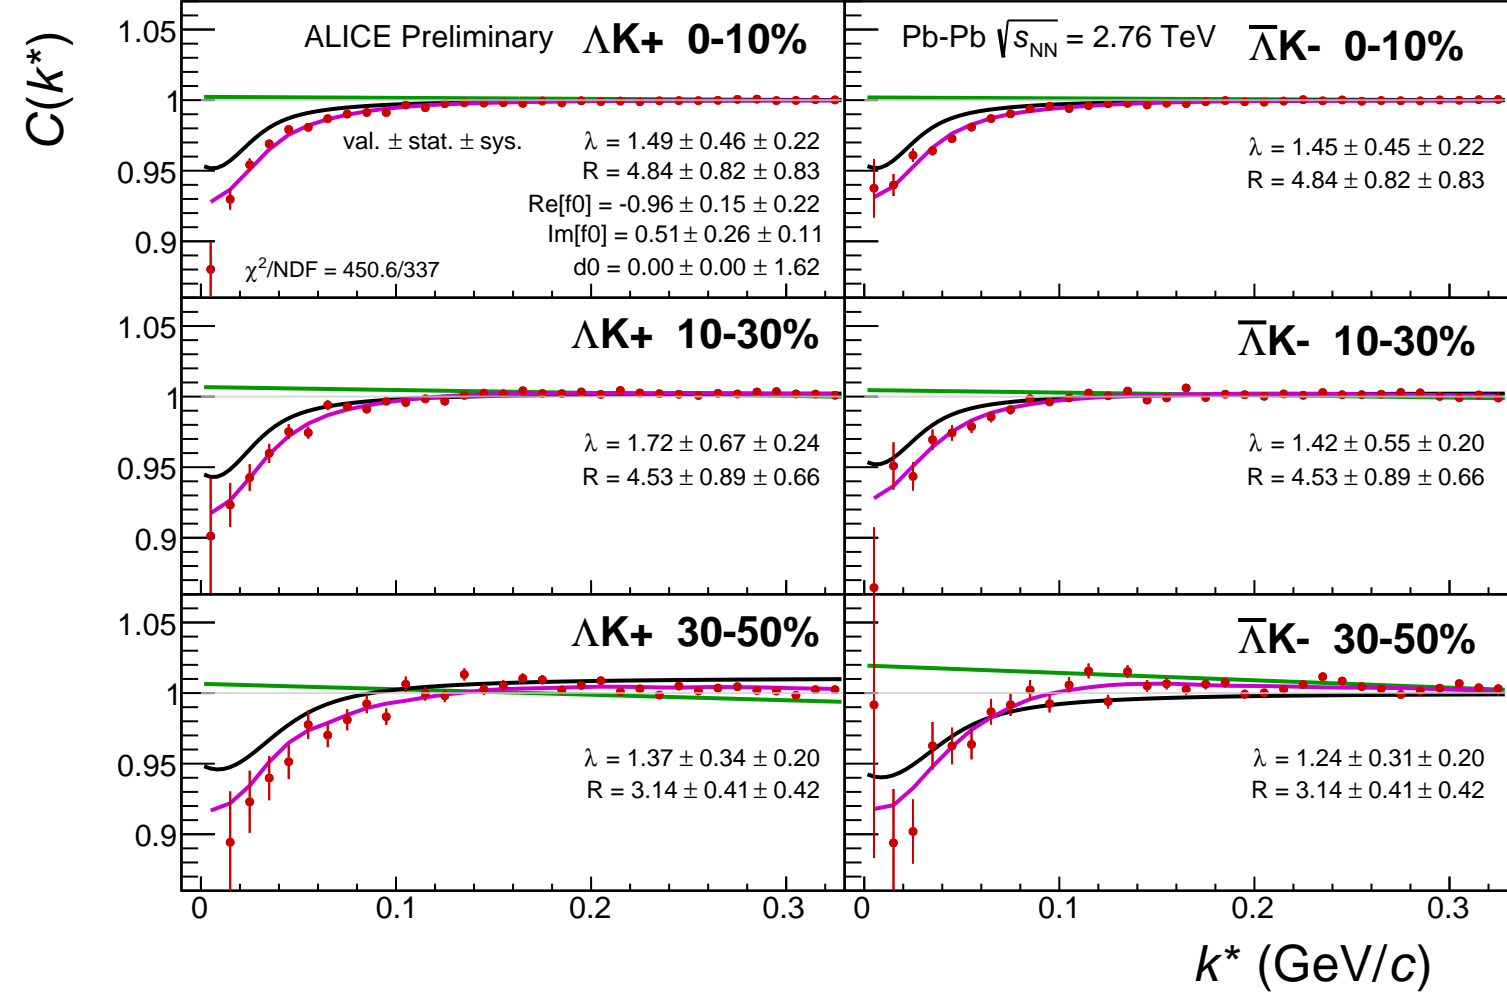 C(k*)
1.05
1
0.95
0.9
ALICE Preliminary
ΛK+ 0-10%
val. ± stat. ± sys.
λ = 1.49 ± 0.46 ± 0.22
R = 4.84 ± 0.82 ± 0.83
Re[f0] = -0.96 ± 0.15 ± 0.22
Im[f0] = 0.51 ± 0.26 ± 0.11
χ²/NDF = 450.6/337
d0 = 0.00 ± 0.00 ± 1.62
Pb-Pb √sNN = 2.76 TeV
Λ̅K- 0-10%
λ = 1.45 ± 0.45 ± 0.22
R = 4.84 ± 0.82 ± 0.83
1.05
1
0.95
0.9
ΛK+ 10-30%
λ = 1.72 ± 0.67 ± 0.24
R = 4.53 ± 0.89 ± 0.66
Λ̅K- 10-30%
λ = 1.42 ± 0.55 ± 0.20
R = 4.53 ± 0.89 ± 0.66
1.05
1
0.95
0.9
ΛK+ 30-50%
λ = 1.37 ± 0.34 ± 0.20
R = 3.14 ± 0.41 ± 0.42
Λ̅K- 30-50%
λ = 1.24 ± 0.31 ± 0.20
R = 3.14 ± 0.41 ± 0.42
0 0.1 0.2 0.3
0 0.1 0.2 0.3
k* (GeV/c)